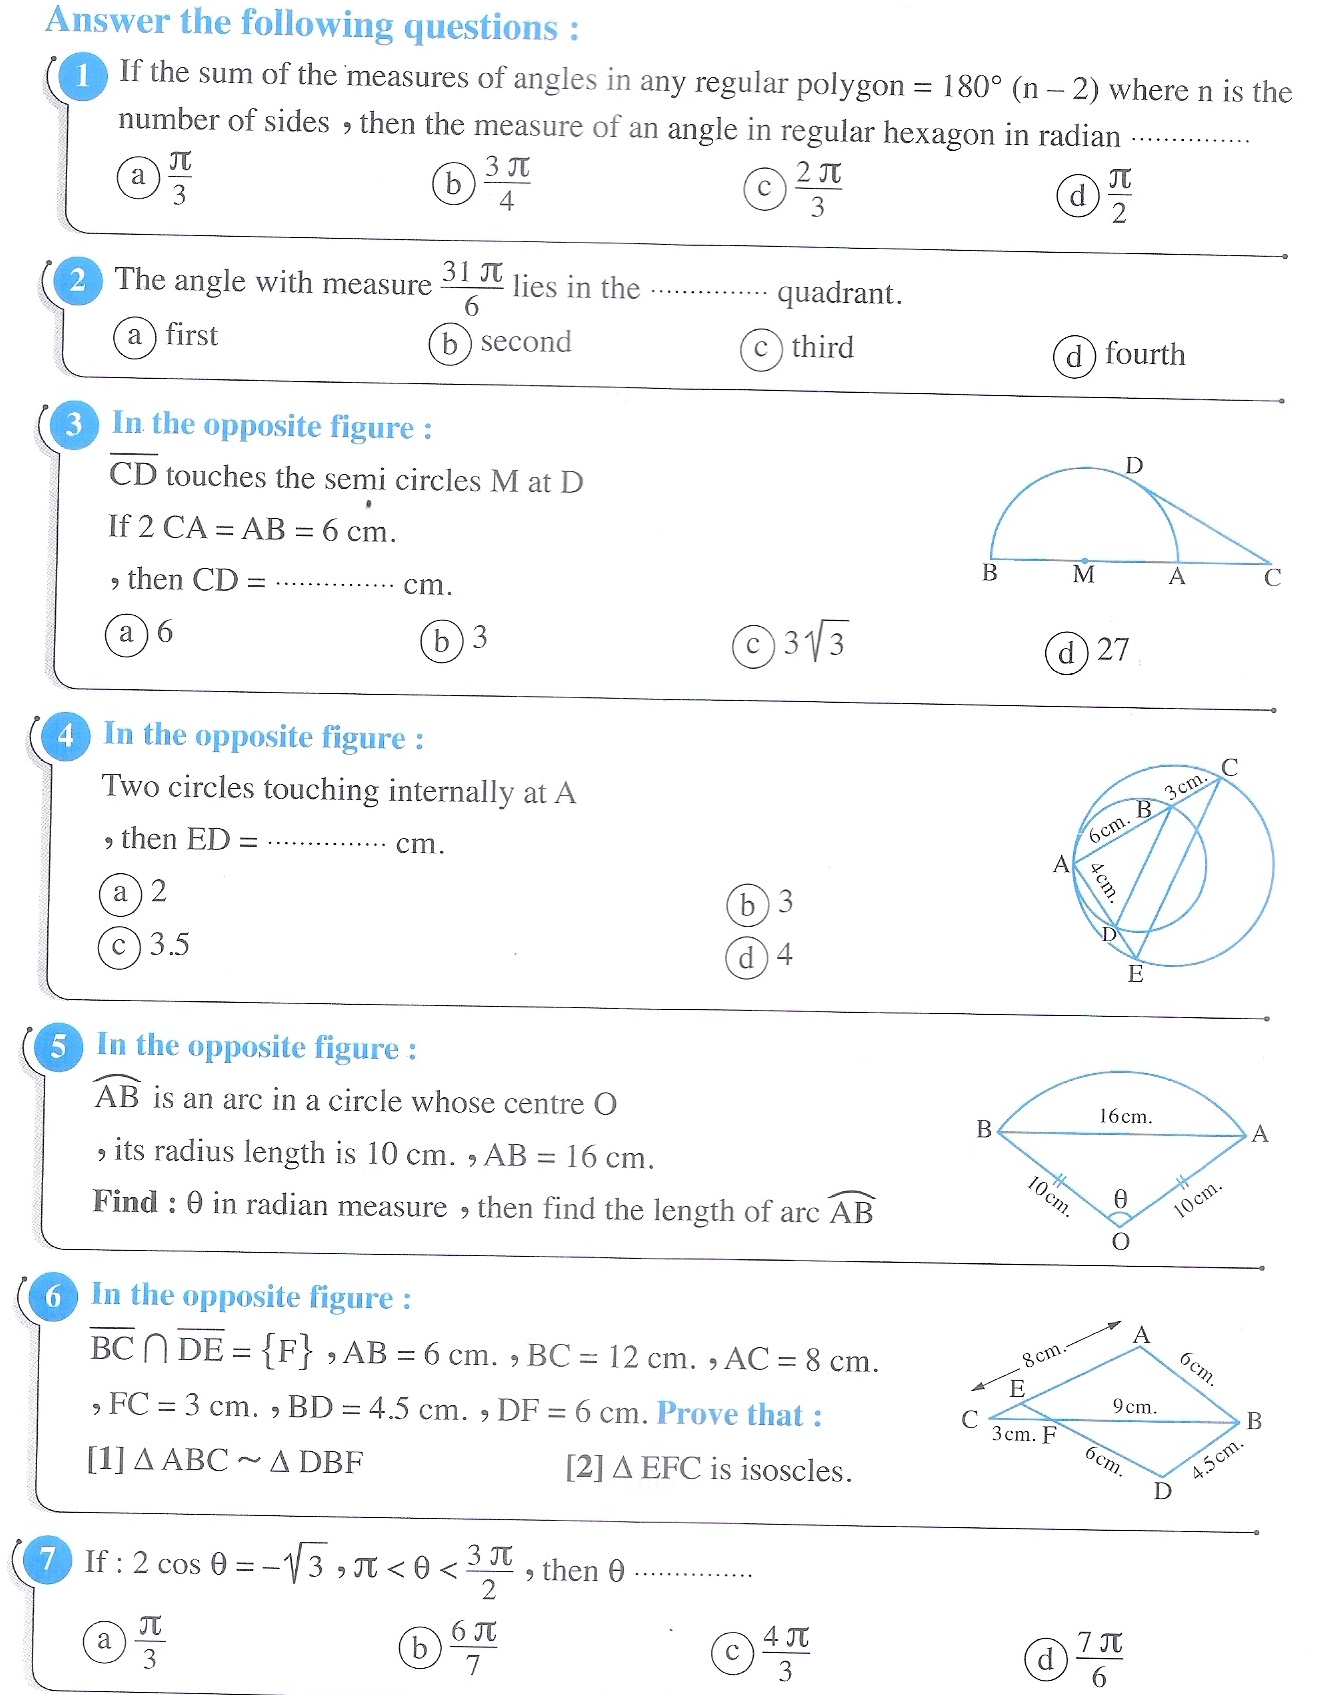 Answer the following questions :
1 If the sum of the measures of angles in any regular polygon = 180° (n – 2) where n is the
number of sides , then the measure of an angle in regular hexagon in radian ...............
a π/3 b 3π/4 c 2π/3 d π/2
2 The angle with measure 31π/6 lies in the ............... quadrant.
a first b second c third d fourth
3 In the opposite figure :
CD touches the semi circles M at D
If 2 CA = AB = 6 cm.
, then CD = ............... cm.
a 6 b 3 c 3√3 d 27
D
B M A C
4 In the opposite figure :
Two circles touching internally at A
, then ED = ............... cm.
a 2 b 3
c 3.5 d 4
C
3cm.
B
6cm.
A
4cm.
D
E
5 In the opposite figure :
AB is an arc in a circle whose centre O
, its radius length is 10 cm. , AB = 16 cm.
Find : θ in radian measure , then find the length of arc AB
16cm.
B A
10cm. θ 10cm.
O
6 In the opposite figure :
BC ∩ DE = {F} , AB = 6 cm. , BC = 12 cm. , AC = 8 cm.
, FC = 3 cm. , BD = 4.5 cm. , DF = 6 cm. Prove that :
[1] Δ ABC ~ Δ DBF [2] Δ EFC is isoscles.
A
8cm. 6cm.
E
9cm.
C B
3cm. F
6cm. 4.5cm.
D
7 If : 2 cos θ = –√3 , π < θ < 3π/2 , then θ ...............
a π/3 b 6π/7 c 4π/3 d 7π/6